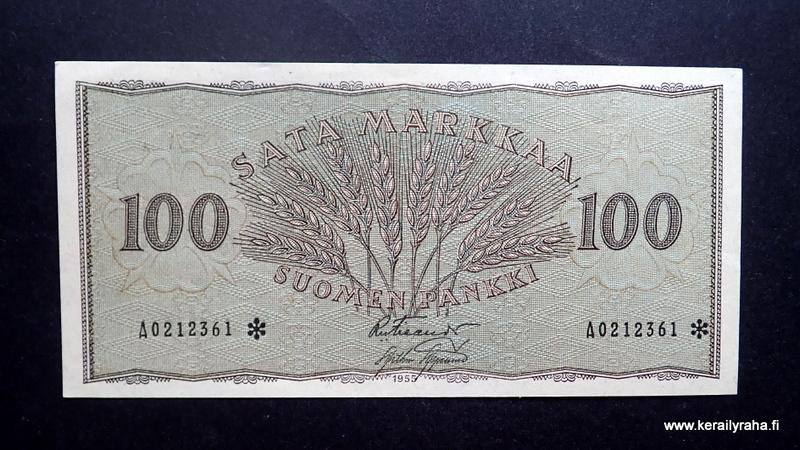 SATA MARKKAA
100 100
SUOMEN PANKKI
A0212361 * A0212361 *
1955
www.kerailyraha.fi